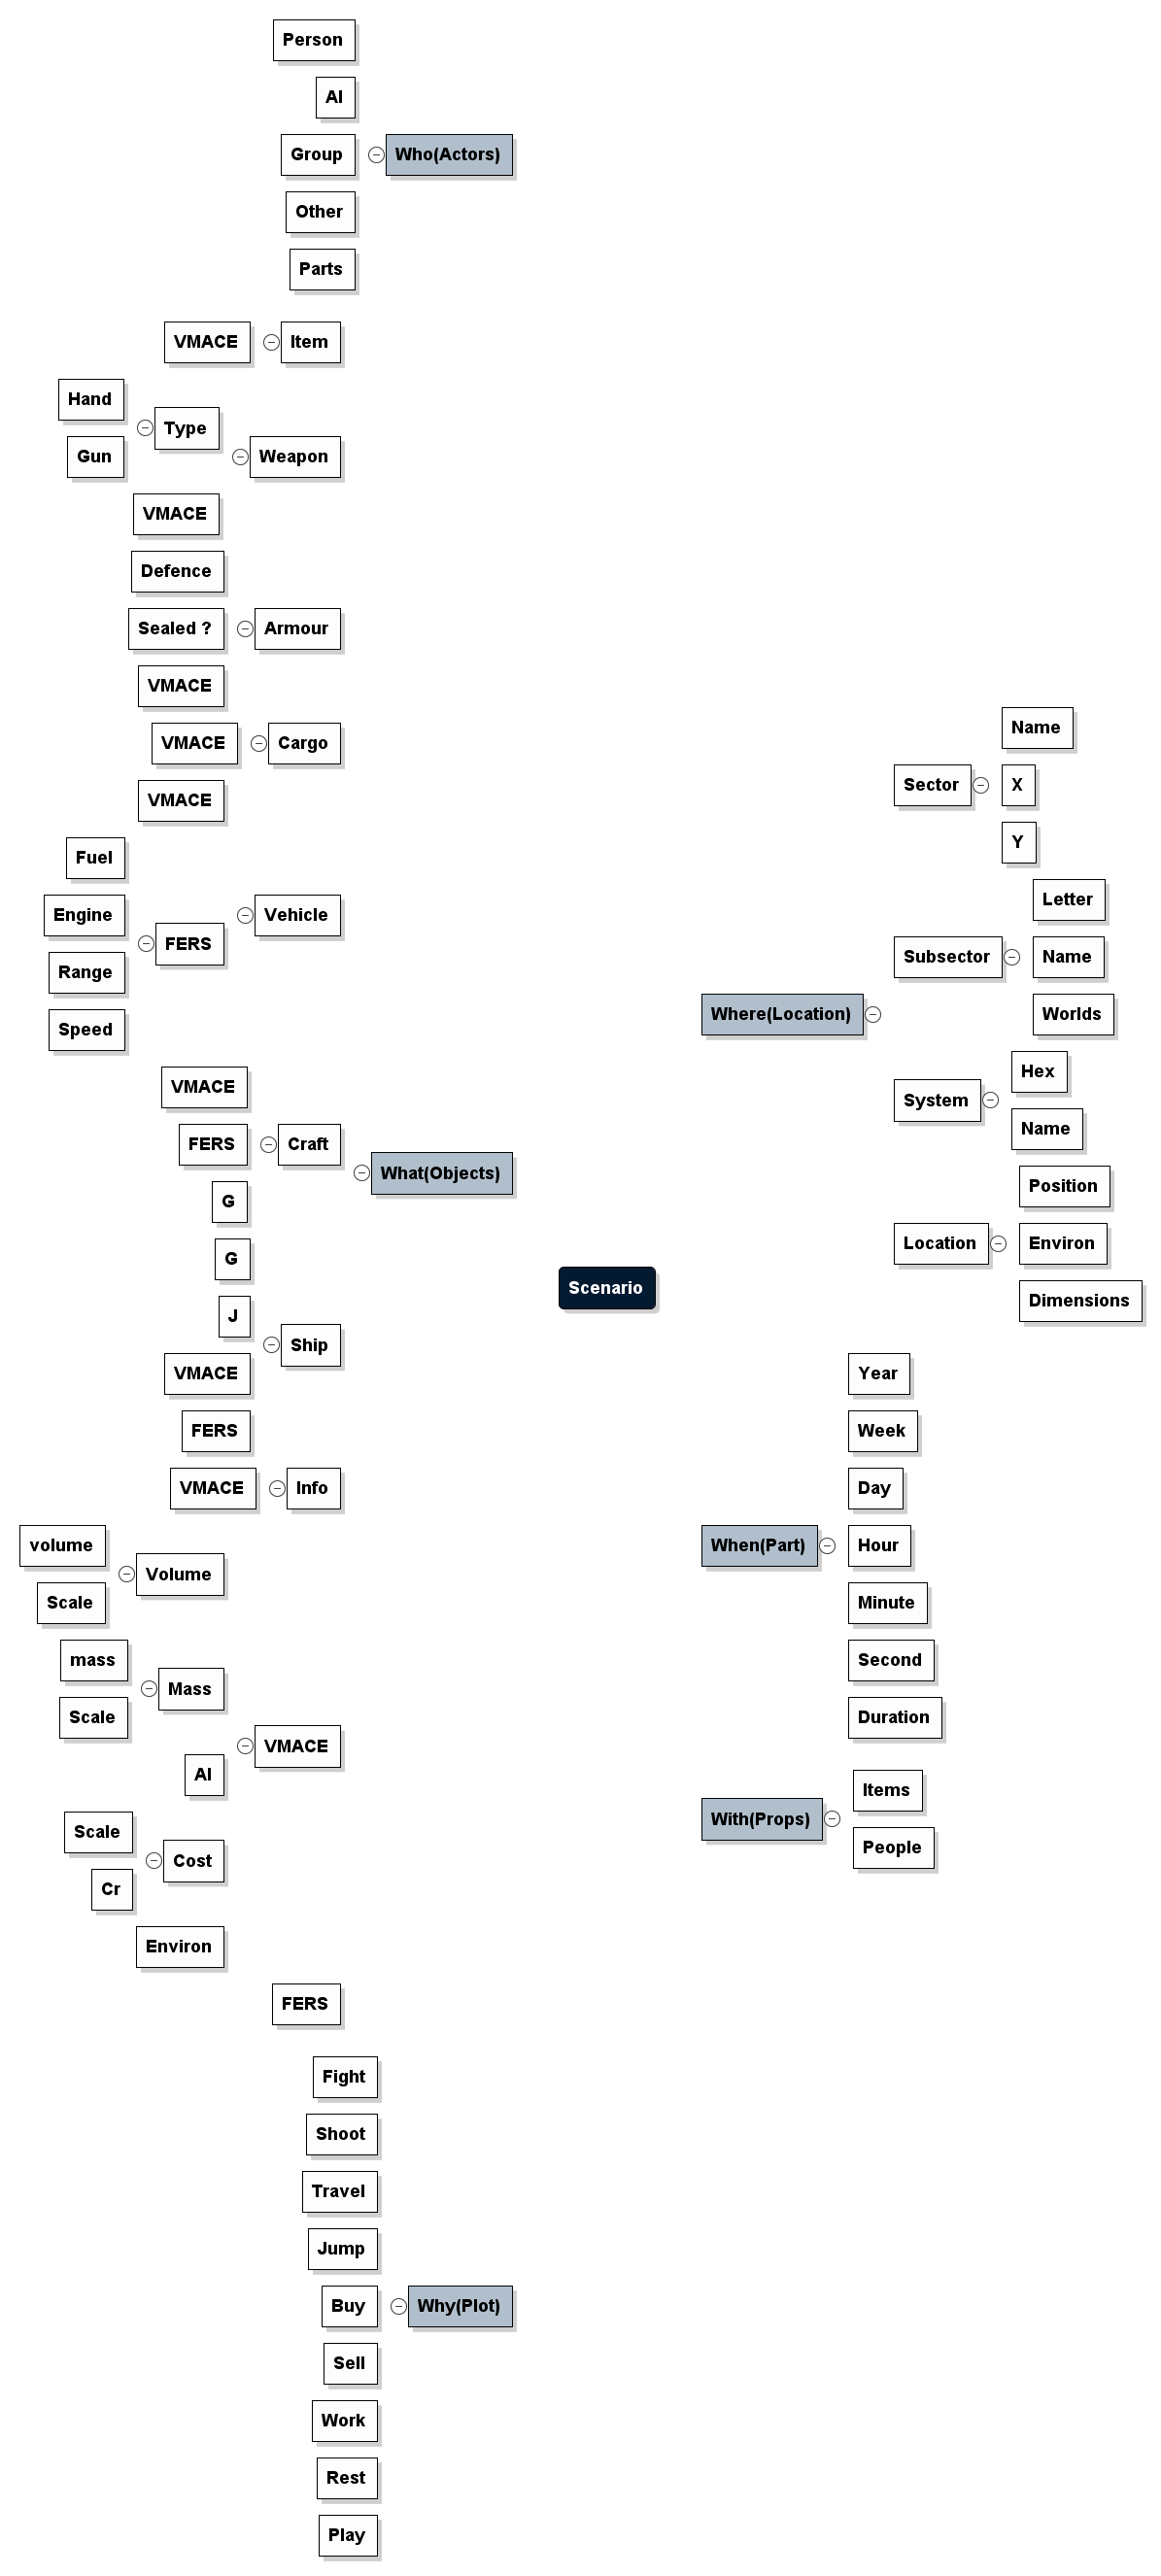 Person
AI
Group
Who(Actors)
Other
Parts
VMACE
Item
Hand
Type
Gun
Weapon
VMACE
Defence
Sealed ?
Armour
VMACE
VMACE
Cargo
VMACE
Fuel
Engine
Vehicle
FERS
Range
Speed
VMACE
FERS
Craft
What(Objects)
G
G
J
Ship
VMACE
FERS
VMACE
Info
volume
Volume
Scale
mass
Mass
Scale
VMACE
AI
Scale
Cost
Cr
Environ
FERS
Fight
Shoot
Travel
Jump
Buy
Why(Plot)
Sell
Work
Rest
Play
Scenario
Name
Sector
X
Y
Letter
Subsector
Name
Worlds
Where(Location)
Hex
System
Name
Position
Location
Environ
Dimensions
Year
Week
Day
When(Part)
Hour
Minute
Second
Duration
Items
With(Props)
People